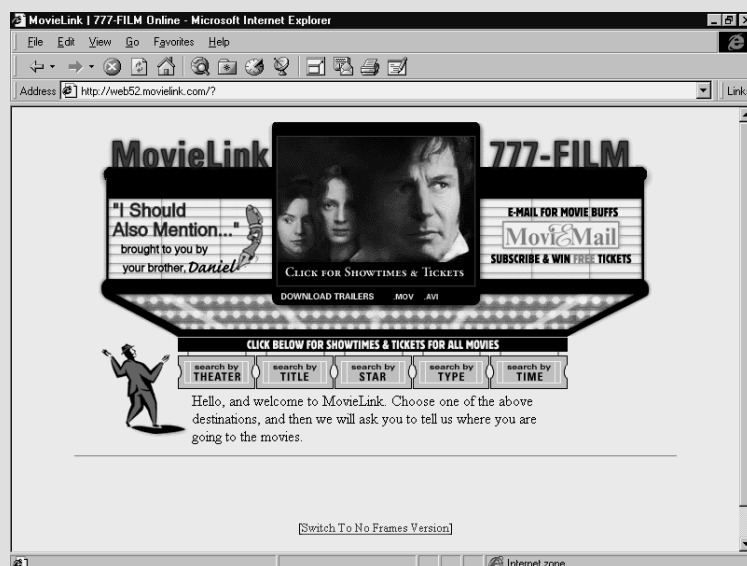 MovieLink | 777-FILM Online - Microsoft Internet Explorer
File Edit View Go Favorites Help
Address http://web52.movielink.com/? Link
MovieLink 777-FILM
"I Should
Also Mention..."
brought to you by
your brother, Daniel
CLICK FOR SHOWTIMES & TICKETS
DOWNLOAD TRAILERS .MOV .AVI
E-MAIL FOR MOVIE BUFFS
MoviEMail
SUBSCRIBE & WIN FREE TICKETS
CLICK BELOW FOR SHOWTIMES & TICKETS FOR ALL MOVIES
search by THEATER
search by TITLE
search by STAR
search by TYPE
search by TIME
Hello, and welcome to MovieLink. Choose one of the above
destinations, and then we will ask you to tell us where you are
going to the movies.
[Switch To No Frames Version]
Internet zone